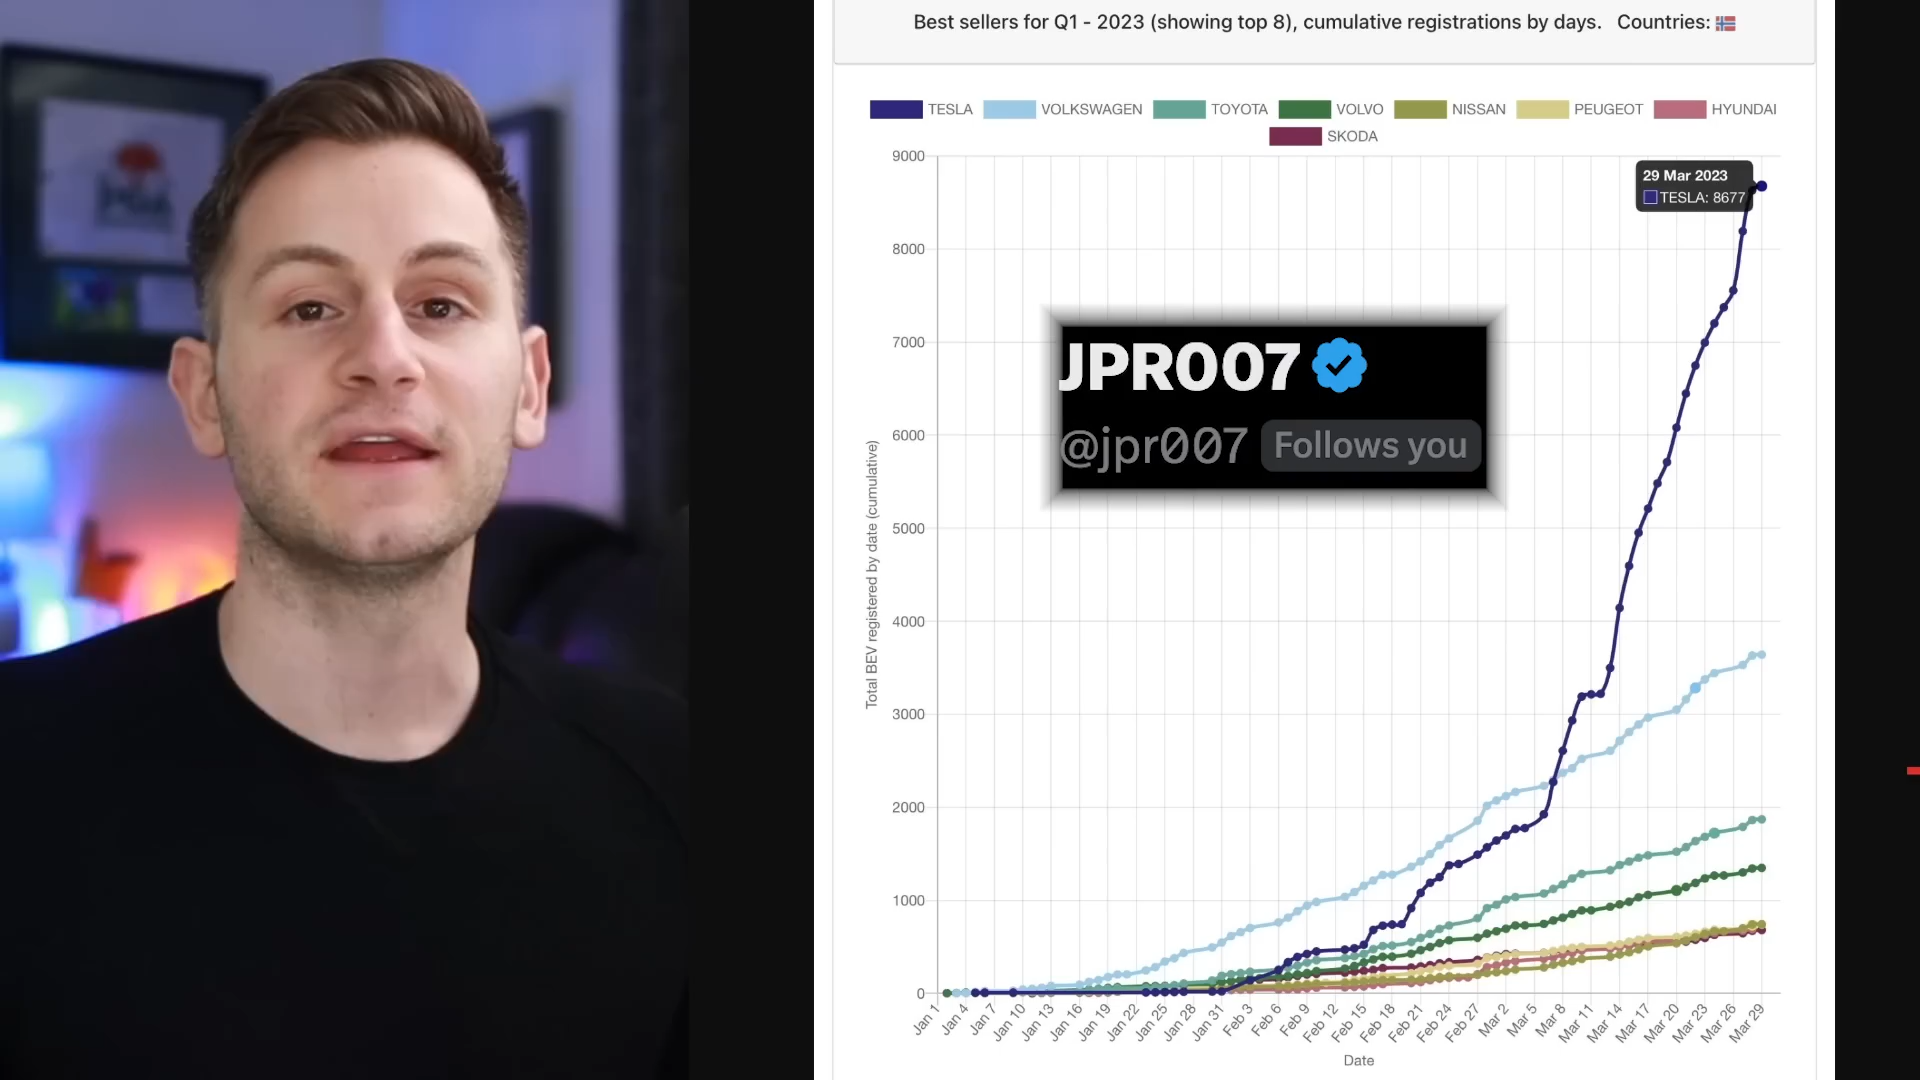 Best sellers for Q1 - 2023 (showing top 8), cumulative registrations by days. Countries:
TESLA VOLKSWAGEN TOYOTA VOLVO NISSAN PEUGEOT HYUNDAI
SKODA
9000
8000
7000
6000
5000
4000
3000
2000
1000
0
Total BEV registered by date (cumulative)
29 Mar 2023
TESLA: 8677
JPR007
@jpr007 Follows you
Jan 1 Jan 4 Jan 7 Jan 10 Jan 13 Jan 16 Jan 19 Jan 22 Jan 25 Jan 28 Jan 31 Feb 3 Feb 6 Feb 9 Feb 12 Feb 15 Feb 18 Feb 21 Feb 24 Feb 27 Mar 2 Mar 5 Mar 8 Mar 11 Mar 14 Mar 17 Mar 20 Mar 23 Mar 26 Mar 29
Date